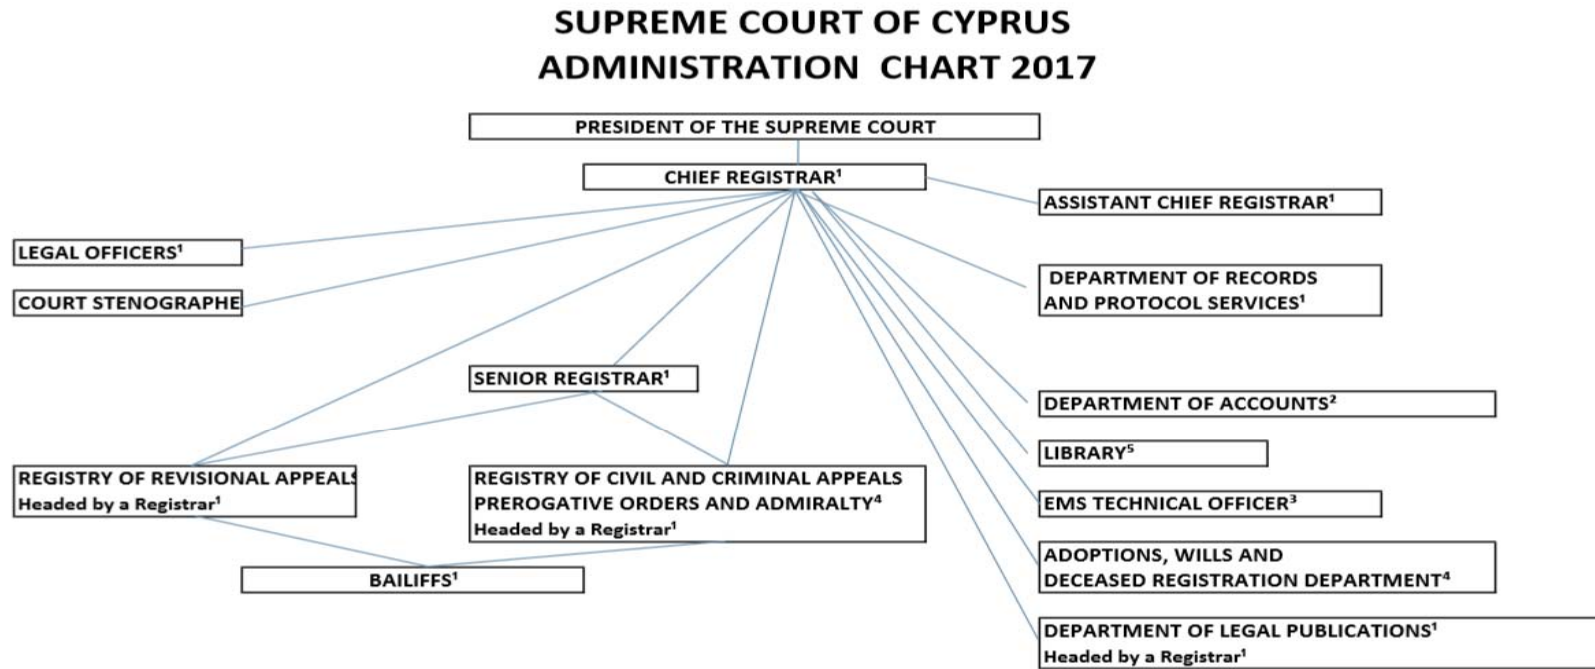 SUPREME COURT OF CYPRUS
ADMINISTRATION CHART 2017
PRESIDENT OF THE SUPREME COURT
CHIEF REGISTRAR¹
ASSISTANT CHIEF REGISTRAR¹
LEGAL OFFICERS¹
DEPARTMENT OF RECORDS
AND PROTOCOL SERVICES¹
COURT STENOGRAPHE
SENIOR REGISTRAR¹
DEPARTMENT OF ACCOUNTS²
LIBRARY⁵
REGISTRY OF REVISIONAL APPEALS
Headed by a Registrar¹
REGISTRY OF CIVIL AND CRIMINAL APPEALS
PREROGATIVE ORDERS AND ADMIRALTY⁴
Headed by a Registrar¹
EMS TECHNICAL OFFICER³
ADOPTIONS, WILLS AND
DECEASED REGISTRATION DEPARTMENT⁴
BAILIFFS¹
DEPARTMENT OF LEGAL PUBLICATIONS¹
Headed by a Registrar¹